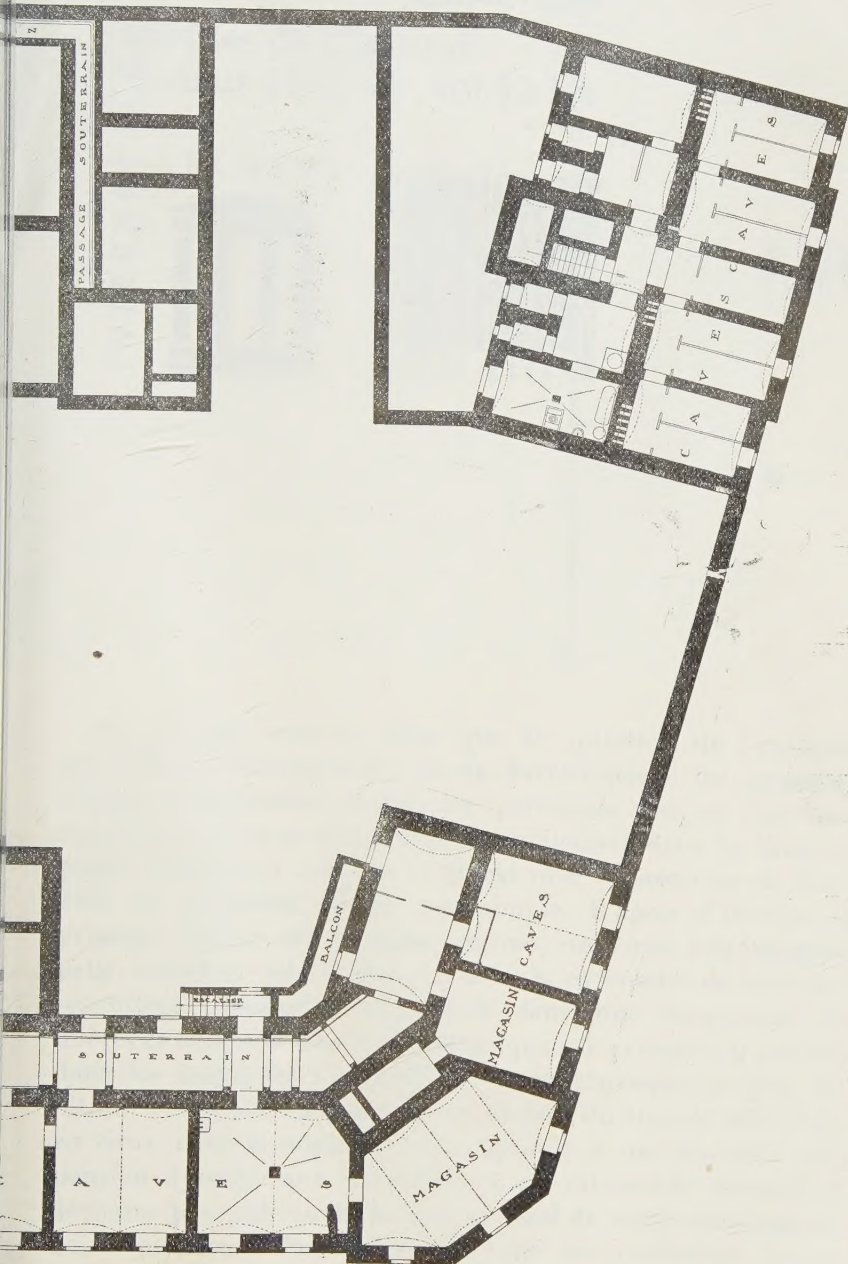 Z
PASSAGE SOUTERRAIN
CAVES
CAVES
BALCON
CAVES
ESCALIER
MAGASIN
SOUTERRAIN
MAGASIN
AVES